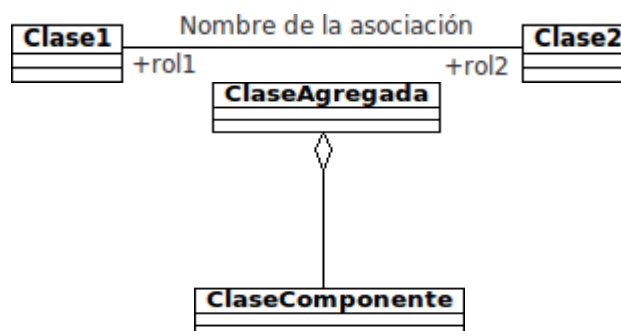 Nombre de la asociación
Clase1
Clase2
+rol1
+rol2
ClaseAgregada
ClaseComponente